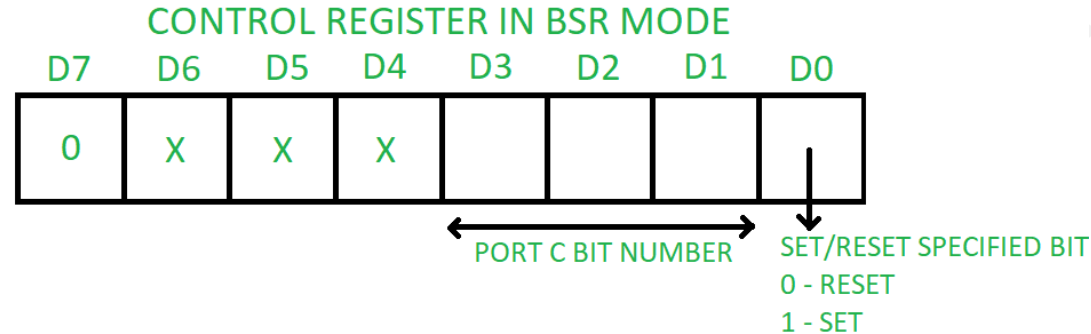 CONTROL REGISTER IN BSR MODE
D7 D6 D5 D4 D3 D2 D1 D0
0 X X X
PORT C BIT NUMBER
SET/RESET SPECIFIED BIT
0 - RESET
1 - SET